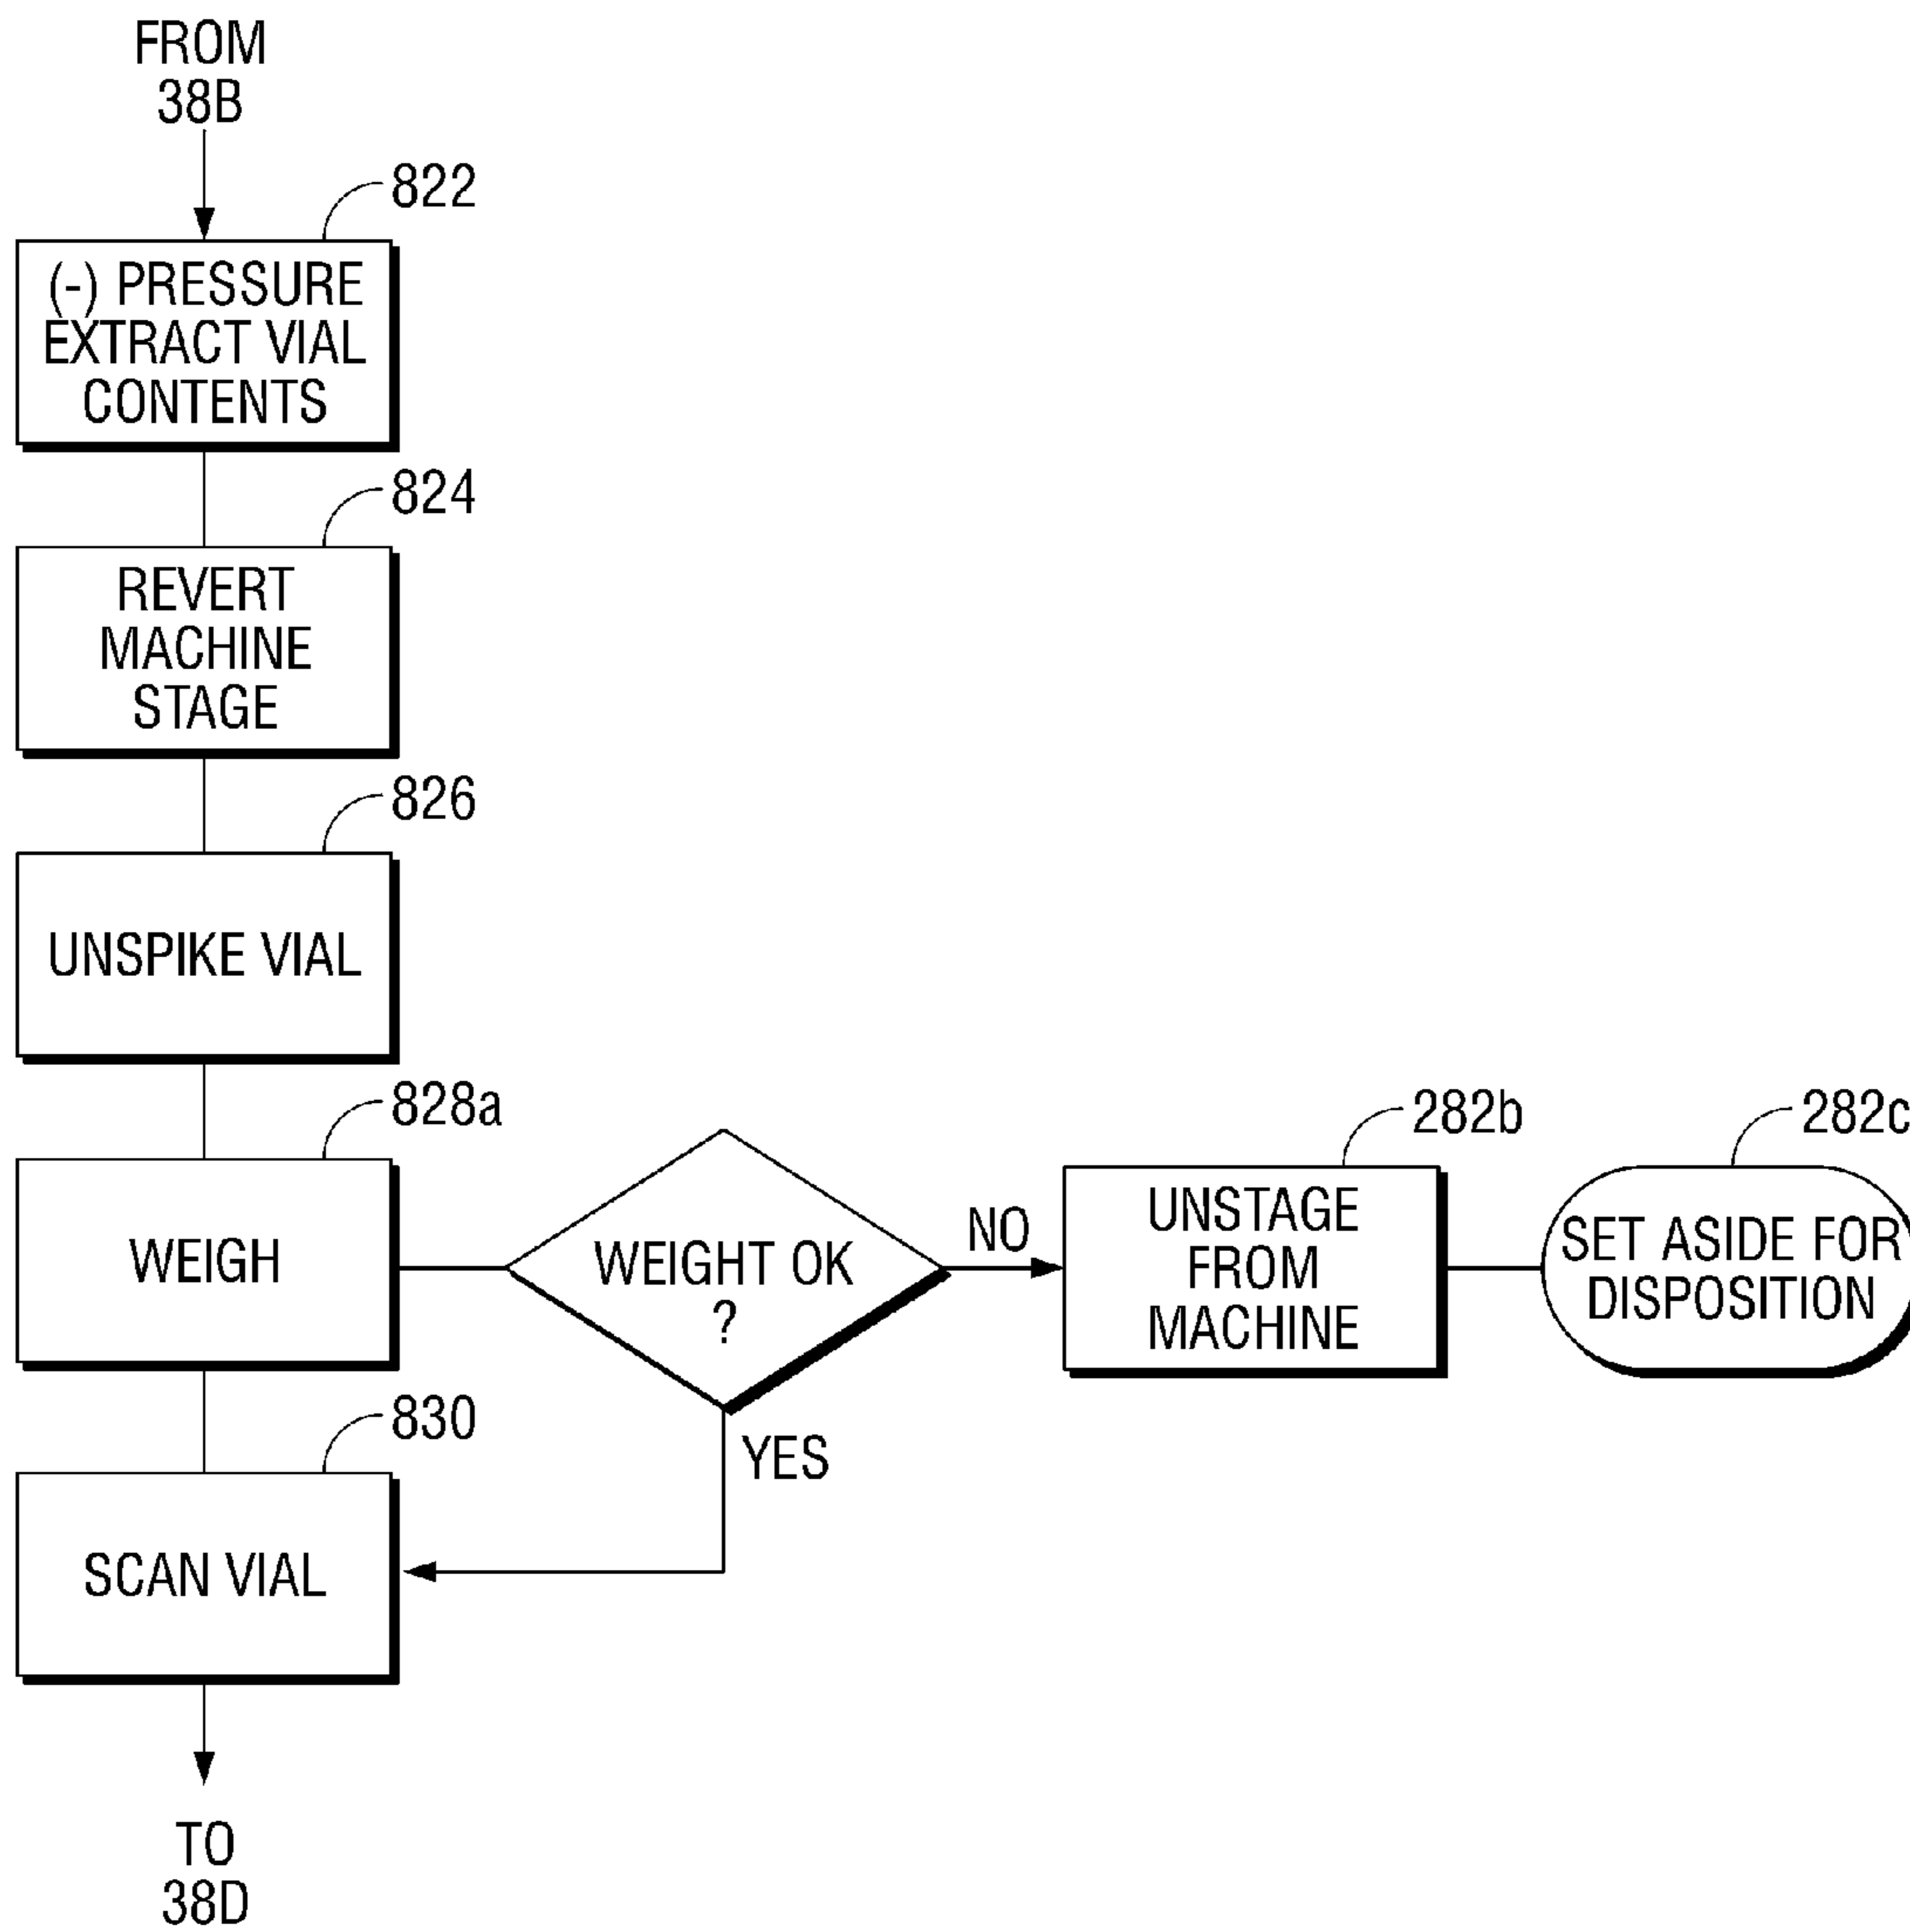 FROM
38B
822
(-) PRESSURE
EXTRACT VIAL
CONTENTS
824
REVERT
MACHINE
STAGE
826
UNSPIKE VIAL
828a
WEIGH
WEIGHT OK
?
NO
YES
282b
UNSTAGE
FROM
MACHINE
282c
SET ASIDE FOR
DISPOSITION
830
SCAN VIAL
TO
38D